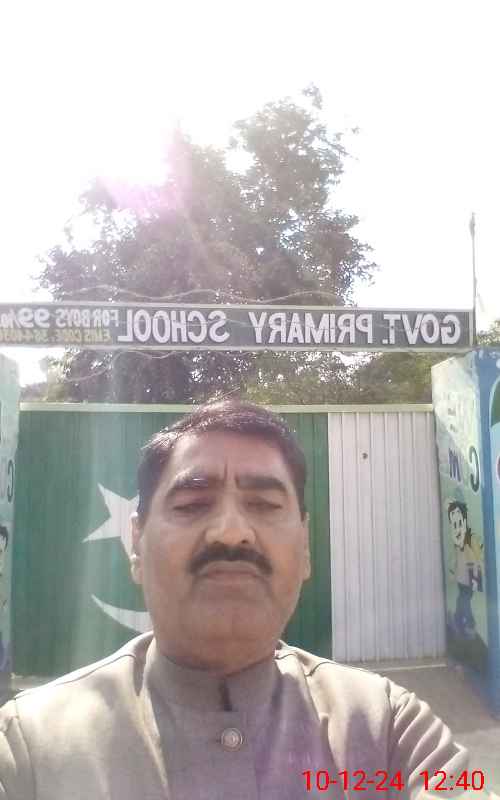 GOVT. PRIMARY SCHOOL
FOR BOYS
EMIS CODE:
10-12-24 12:40